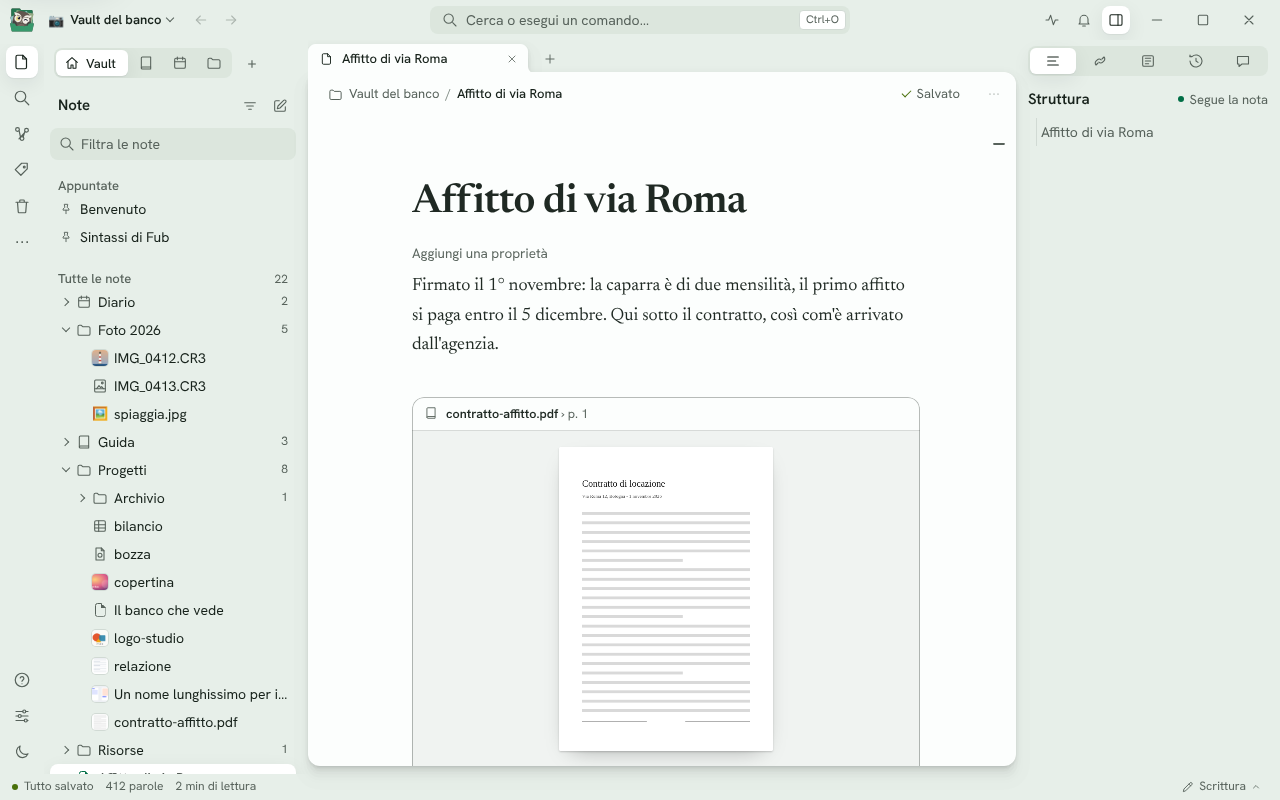 Vault del banco
Cerca o esegui un comando…
Ctrl+O
Vault
Note
Filtra le note
Appuntate
Benvenuto
Sintassi di Fub
Tutte le note 22
Diario 2
Foto 2026 5
IMG_0412.CR3
IMG_0413.CR3
spiaggia.jpg
Guida 3
Progetti 8
Archivio 1
bilancio
bozza
copertina
Il banco che vede
logo-studio
relazione
Un nome lunghissimo per i…
contratto-affitto.pdf
Risorse 1
Affitto di via Roma
Vault del banco / Affitto di via Roma
Salvato
Affitto di via Roma
Aggiungi una proprietà
Firmato il 1° novembre: la caparra è di due mensilità, il primo affitto
si paga entro il 5 dicembre. Qui sotto il contratto, così com'è arrivato
dall'agenzia.
contratto-affitto.pdf › p. 1
Contratto di locazione
Struttura
Segue la nota
Affitto di via Roma
Tutto salvato 412 parole 2 min di lettura
Scrittura